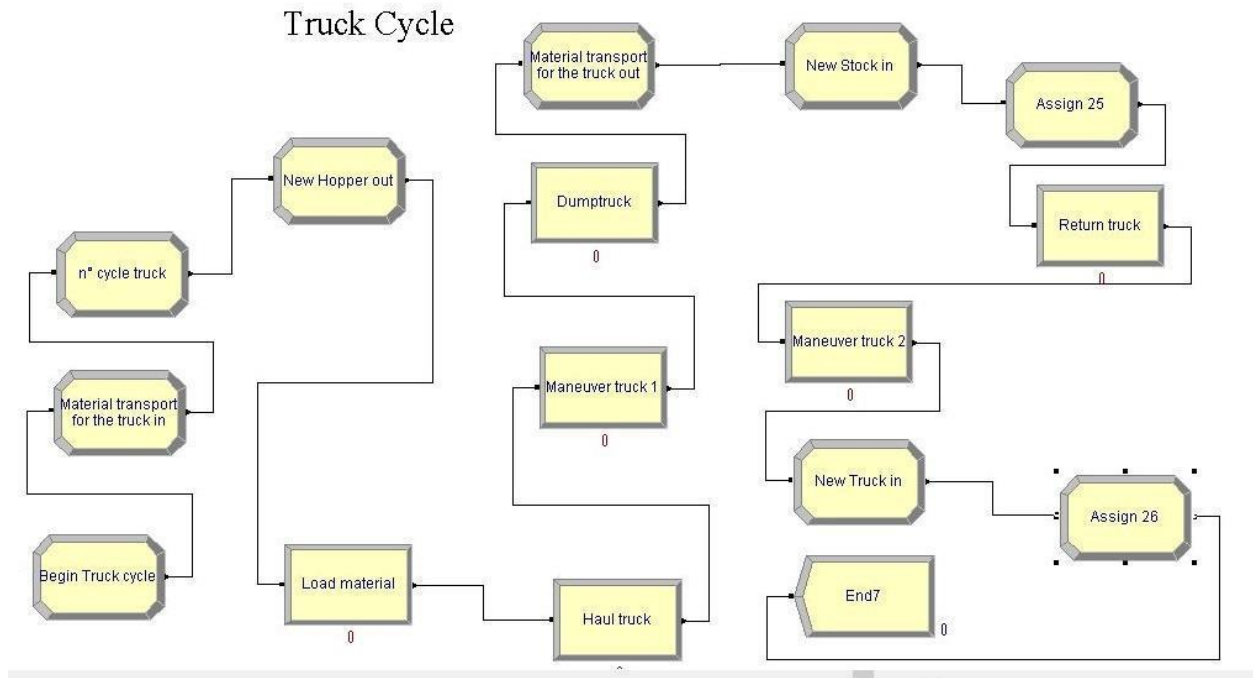 Truck Cycle
Material transport
for the truck out
New Stock in
Assign 25
New Hopper out
Dumptruck
0
Return truck
0
n° cycle truck
Maneuver truck 2
0
Maneuver truck 1
0
Material transport
for the truck in
New Truck in
Assign 26
Begin Truck cycle
Load material
0
Haul truck
End7
0